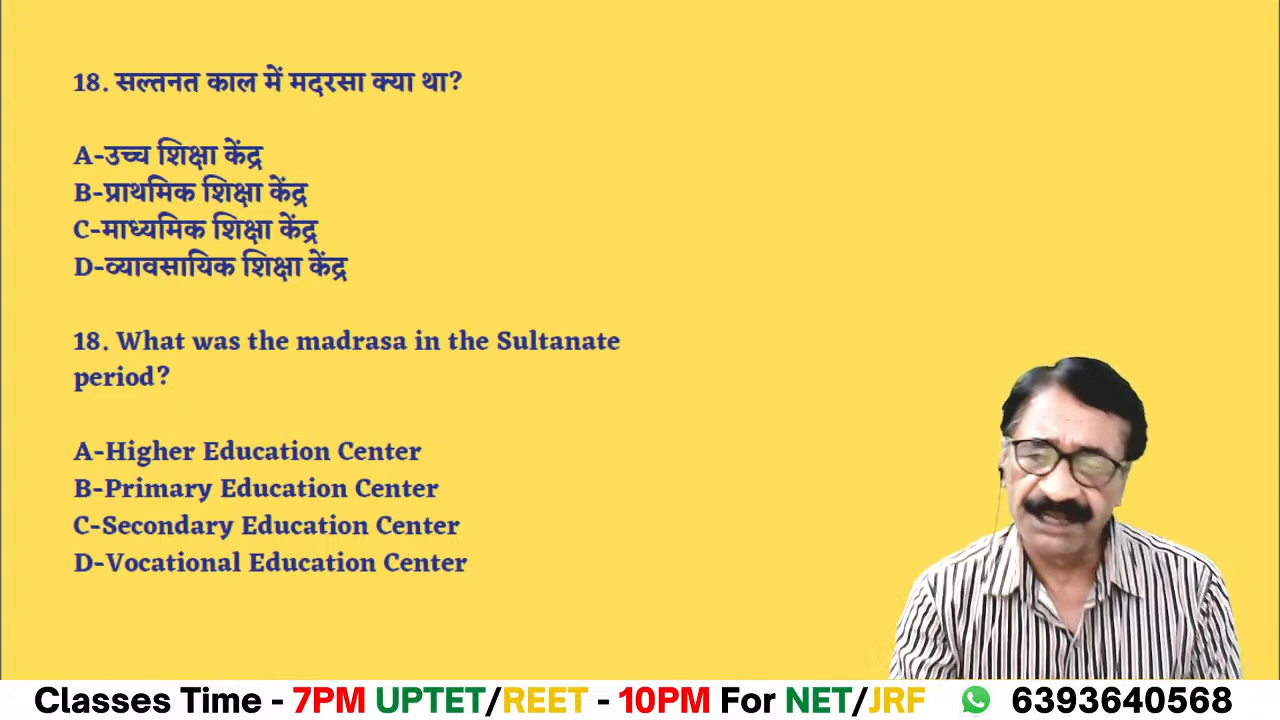 18. सल्तनत काल में मदरसा क्या था?
A-उच्च शिक्षा केंद्र
B-प्राथमिक शिक्षा केंद्र
C-माध्यमिक शिक्षा केंद्र
D-व्यावसायिक शिक्षा केंद्र
18. What was the madrasa in the Sultanate
period?
A-Higher Education Center
B-Primary Education Center
C-Secondary Education Center
D-Vocational Education Center
Classes Time - 7PM UPTET/REET - 10PM For NET/JRF 6393640568